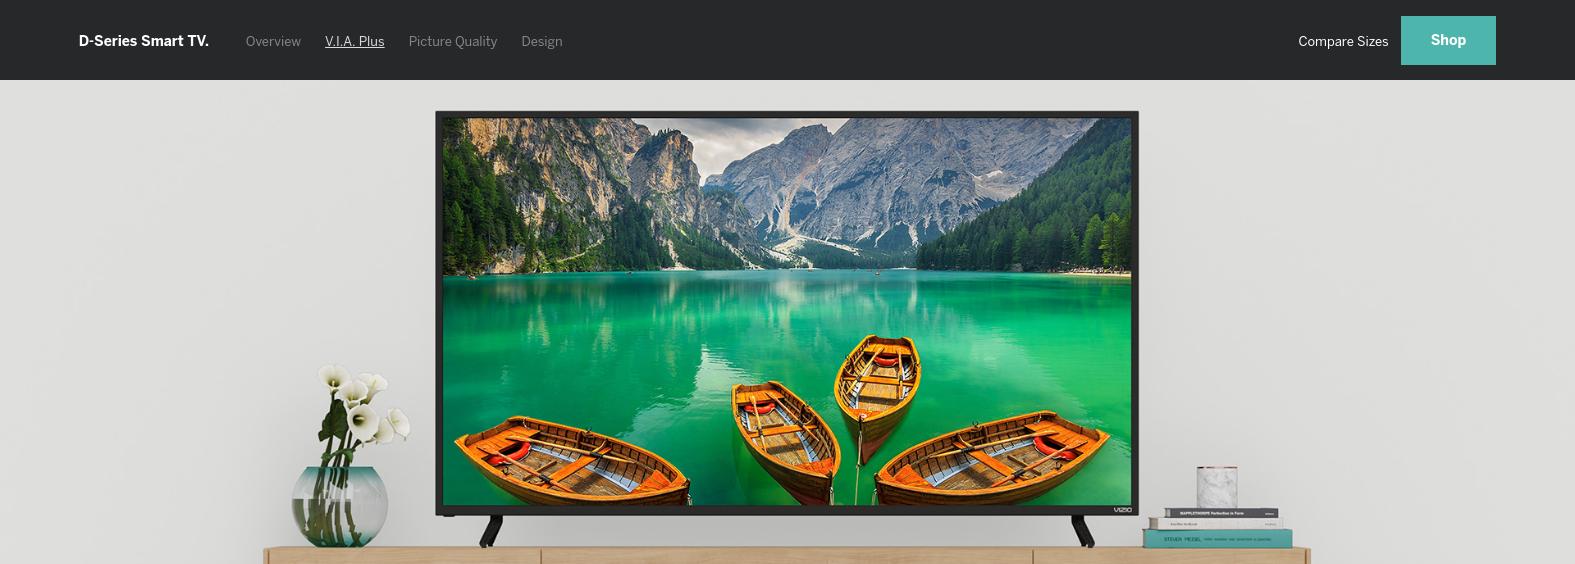 D-Series Smart TV.
Overview
V.I.A. Plus
Picture Quality
Design
Compare Sizes
Shop
VIZIO
STEVEN MEISEL